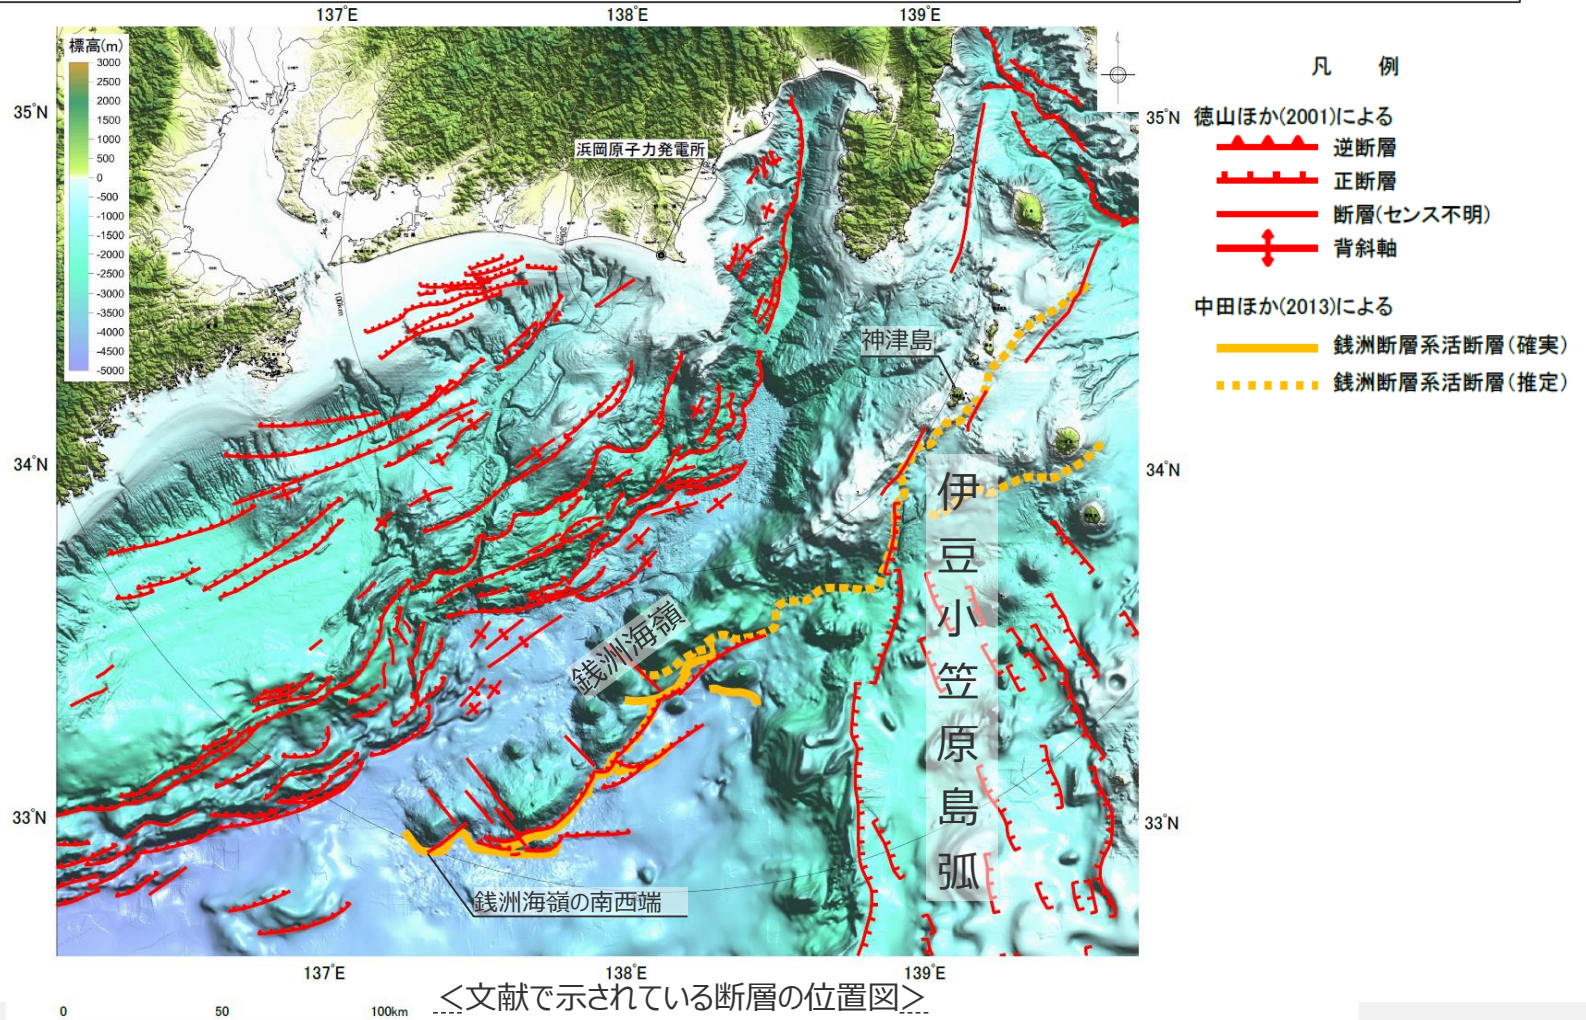 137°E
138°E
139°E
標高(m)
3000
2500
2000
1500
1000
500
0
-500
-1000
-1500
-2000
-2500
-3000
-3500
-4000
-4500
-5000
35°N
34°N
33°N
浜岡原子力発電所
30km
100km
神津島
銭洲海嶺
伊豆小笠原島弧
銭洲海嶺の南西端
35°N
34°N
33°N
凡 例
徳山ほか(2001)による
逆断層
正断層
断層(センス不明)
背斜軸
中田ほか(2013)による
銭洲断層系活断層(確実)
銭洲断層系活断層(推定)
137°E
138°E
139°E
0 50 100km
<文献で示されている断層の位置図>